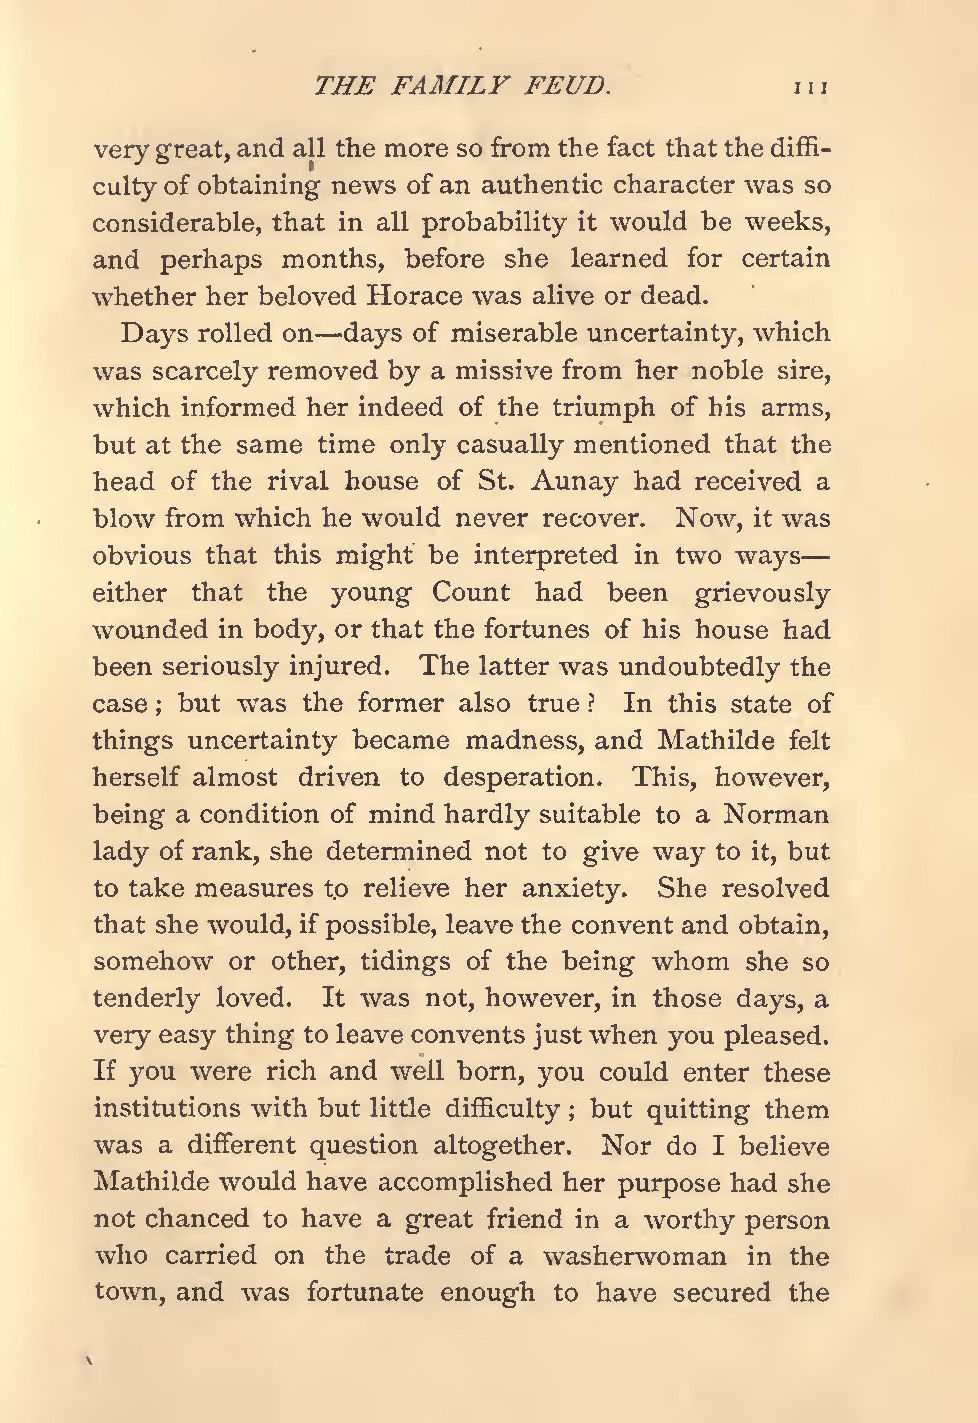 THE FAMILY FEUD. 111
very great, and all the more so from the fact that the diffi-
culty of obtaining news of an authentic character was so
considerable, that in all probability it would be weeks,
and perhaps months, before she learned for certain
whether her beloved Horace was alive or dead.
Days rolled on—days of miserable uncertainty, which
was scarcely removed by a missive from her noble sire,
which informed her indeed of the triumph of his arms,
but at the same time only casually mentioned that the
head of the rival house of St. Aunay had received a
blow from which he would never recover. Now, it was
obvious that this might be interpreted in two ways—
either that the young Count had been grievously
wounded in body, or that the fortunes of his house had
been seriously injured. The latter was undoubtedly the
case; but was the former also true? In this state of
things uncertainty became madness, and Mathilde felt
herself almost driven to desperation. This, however,
being a condition of mind hardly suitable to a Norman
lady of rank, she determined not to give way to it, but
to take measures to relieve her anxiety. She resolved
that she would, if possible, leave the convent and obtain,
somehow or other, tidings of the being whom she so
tenderly loved. It was not, however, in those days, a
very easy thing to leave convents just when you pleased.
If you were rich and well born, you could enter these
institutions with but little difficulty; but quitting them
was a different question altogether. Nor do I believe
Mathilde would have accomplished her purpose had she
not chanced to have a great friend in a worthy person
who carried on the trade of a washerwoman in the
town, and was fortunate enough to have secured the